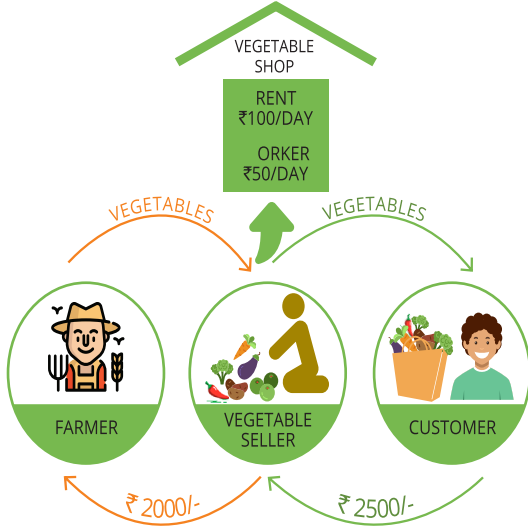 VEGETABLE
SHOP
RENT
₹100/DAY
ORKER
₹50/DAY
VEGETABLES
VEGETABLES
FARMER
VEGETABLE
SELLER
CUSTOMER
₹ 2000/-
₹ 2500/-